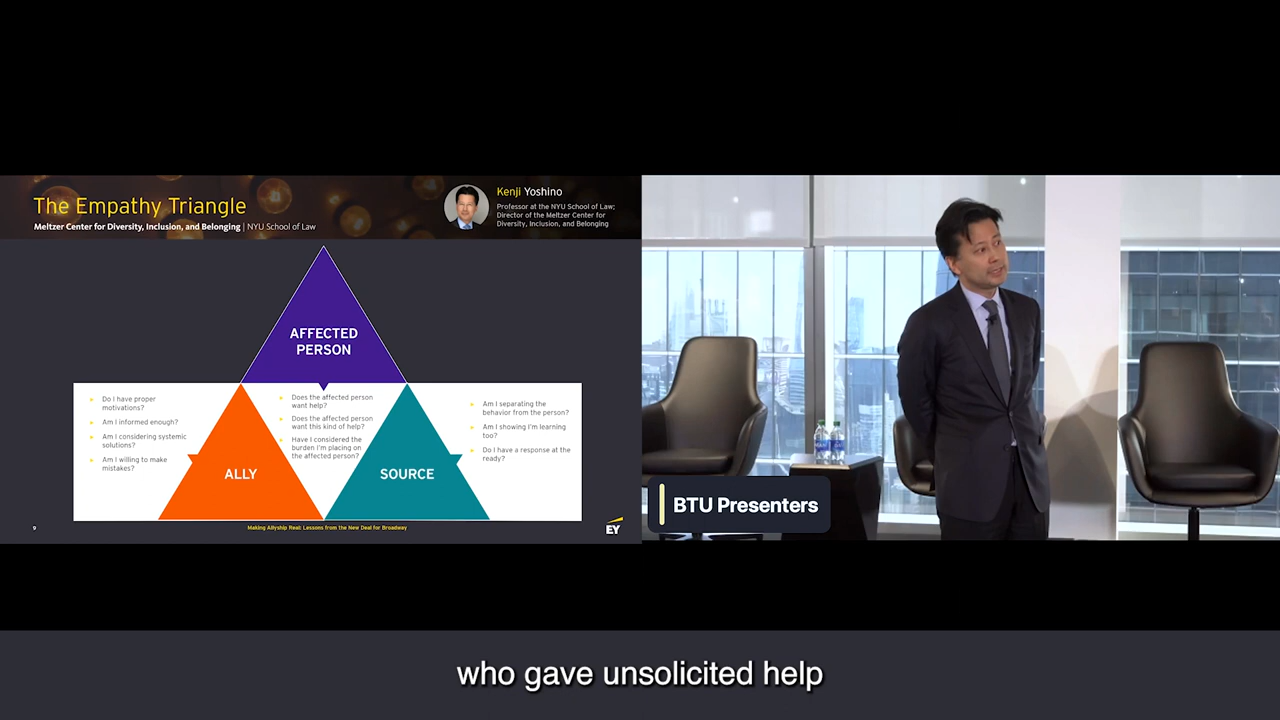 The Empathy Triangle
Meltzer Center for Diversity, Inclusion, and Belonging | NYU School of Law
Kenji Yoshino
Professor at the NYU School of Law;
Director of the Meltzer Center for
Diversity, Inclusion, and Belonging
AFFECTED
PERSON
Do I have proper
motivations?
Am I informed enough?
Am I considering systemic
solutions?
Am I willing to make
mistakes?
ALLY
Does the affected person
want help?
Does the affected person
want this kind of help?
Have I considered the
burden I'm placing on
the affected person?
SOURCE
Am I separating the
behavior from the person?
Am I showing I'm learning
too?
Do I have a response at the
ready?
9
Making Allyship Real: Lessons from the New Deal for Broadway
EY
BTU Presenters
who gave unsolicited help